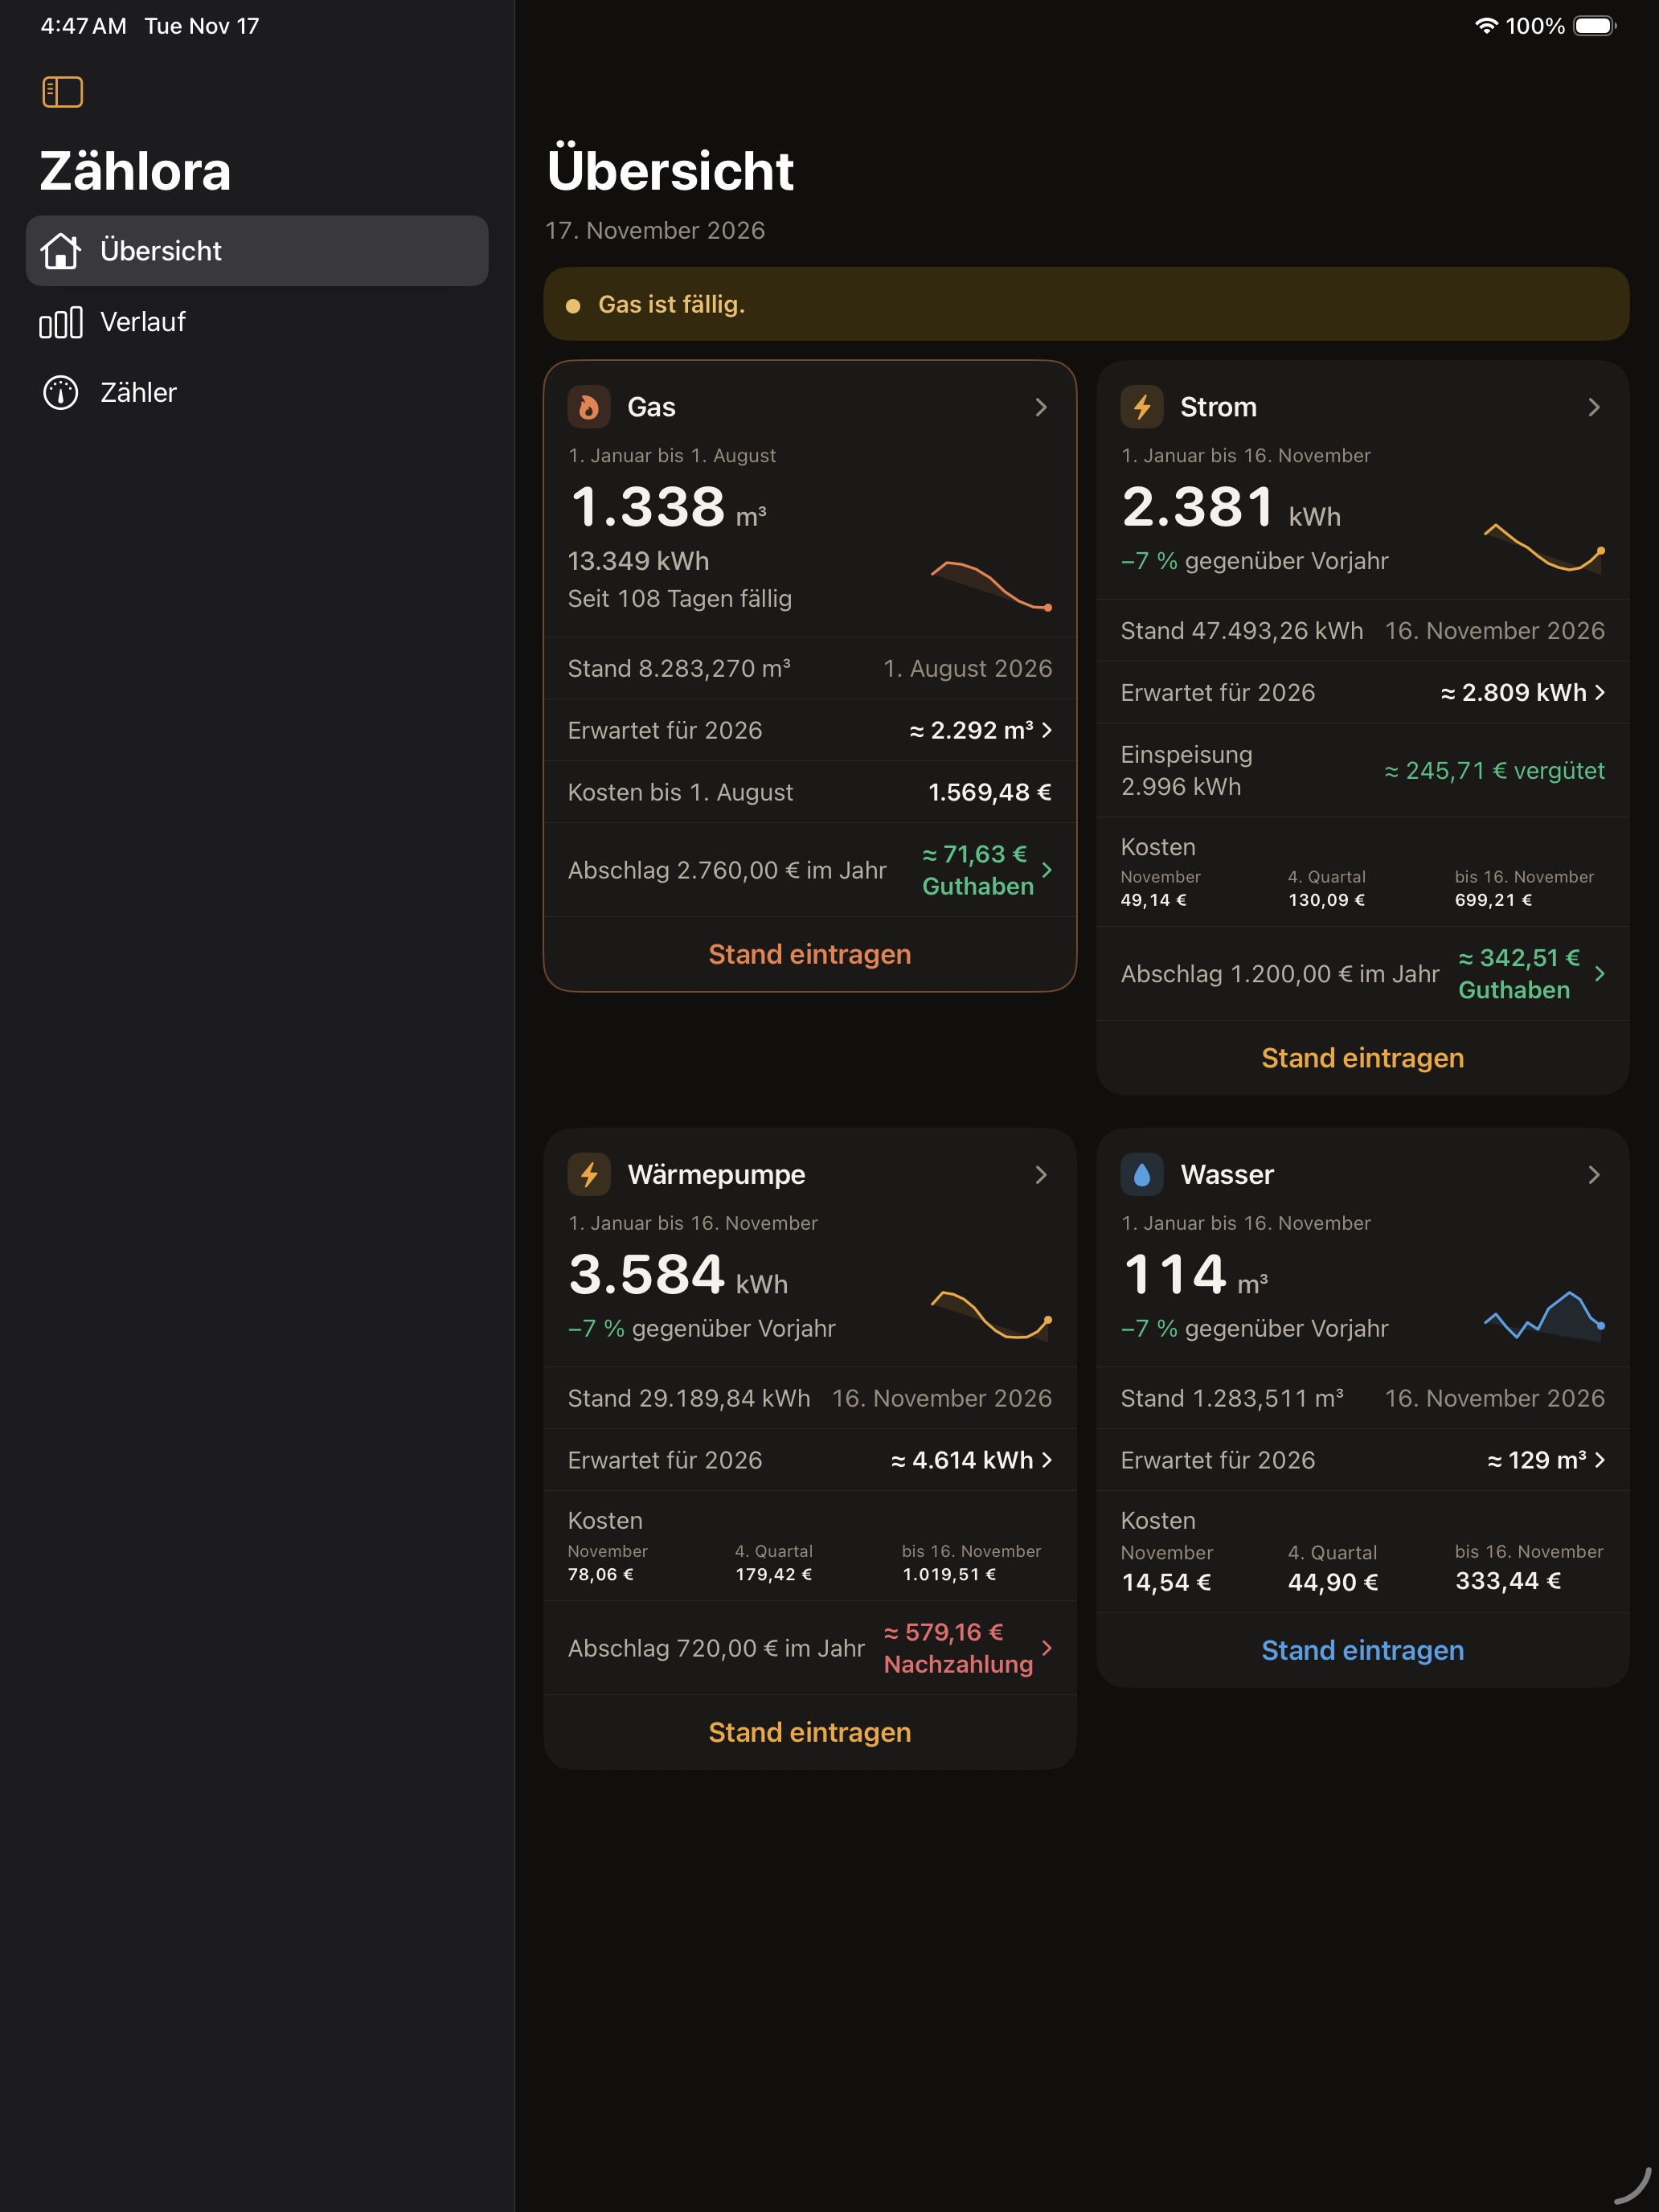 4:47 AM Tue Nov 17
100%
Zählora
Übersicht
Verlauf
Zähler
Übersicht
17. November 2026
Gas ist fällig.
Gas
1. Januar bis 1. August
1.338 m³
13.349 kWh
Seit 108 Tagen fällig
Stand 8.283,270 m³ 1. August 2026
Erwartet für 2026 ≈ 2.292 m³
Kosten bis 1. August 1.569,48 €
Abschlag 2.760,00 € im Jahr ≈ 71,63 €
Guthaben
Stand eintragen
Strom
1. Januar bis 16. November
2.381 kWh
−7 % gegenüber Vorjahr
Stand 47.493,26 kWh 16. November 2026
Erwartet für 2026 ≈ 2.809 kWh
Einspeisung
2.996 kWh ≈ 245,71 € vergütet
Kosten
November 4. Quartal bis 16. November
49,14 € 130,09 € 699,21 €
Abschlag 1.200,00 € im Jahr ≈ 342,51 €
Guthaben
Stand eintragen
Wärmepumpe
1. Januar bis 16. November
3.584 kWh
−7 % gegenüber Vorjahr
Stand 29.189,84 kWh 16. November 2026
Erwartet für 2026 ≈ 4.614 kWh
Kosten
November 4. Quartal bis 16. November
78,06 € 179,42 € 1.019,51 €
Abschlag 720,00 € im Jahr ≈ 579,16 €
Nachzahlung
Stand eintragen
Wasser
1. Januar bis 16. November
114 m³
−7 % gegenüber Vorjahr
Stand 1.283,511 m³ 16. November 2026
Erwartet für 2026 ≈ 129 m³
Kosten
November 4. Quartal bis 16. November
14,54 € 44,90 € 333,44 €
Stand eintragen